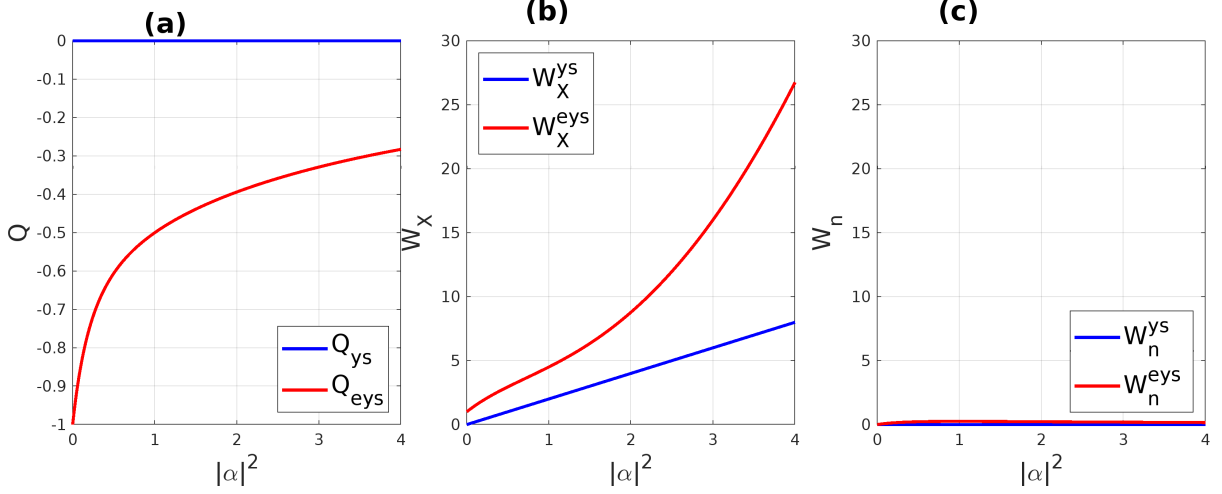 (a)
0
-0.1
-0.2
-0.3
-0.4
-0.5
-0.6
-0.7
-0.8
-0.9
-1
Q
0 1 2 3 4
|α|²
Q_ys
Q_eys
(b)
30
25
20
15
10
5
0
W_X
0 1 2 3 4
|α|²
W_X^ys
W_X^eys
(c)
30
25
20
15
10
5
0
W_n
0 1 2 3 4
|α|²
W_n^ys
W_n^eys